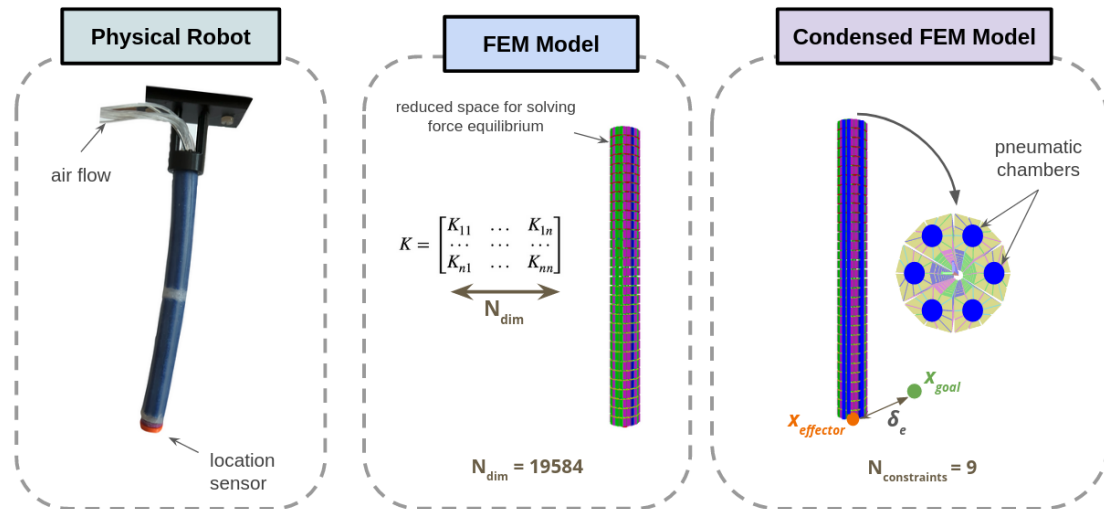 Physical Robot
air flow
location
sensor
FEM Model
reduced space for solving
force equilibrium
K = [K11 ... K1n
... ... ...
Kn1 ... Knn]
Ndim
Ndim = 19584
Condensed FEM Model
pneumatic
chambers
xgoal
xeffector
δe
Nconstraints = 9